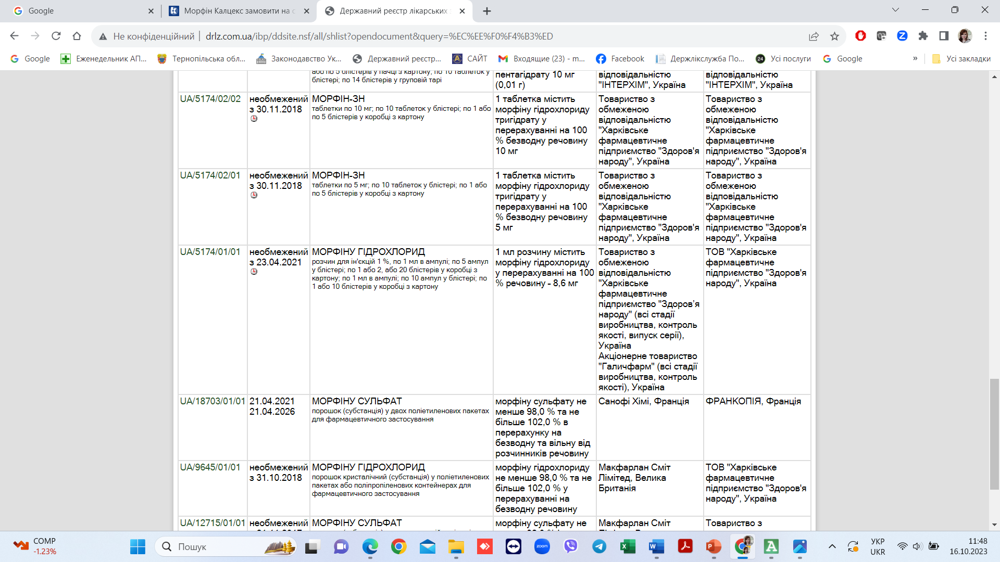 Google
Морфін Калцекс замовити на с
Державний реєстр лікарських з
Не конфіденційний
drlz.com.ua/ibp/ddsite.nsf/all/shlist?opendocument&query=%EC%EE%F0%F4%B3%ED
Google
Еженедельник АП...
Тернопільська обл...
Законодавство Ук...
Державний реєстр...
САЙТ
Входящие (23) - m...
Facebook
Держлікслужба По...
Усі послуги
Google
»
Усі закладки
або по 5 блістерів у пачці з картону; по 10 таблеток у
блістері; по 14 блістерів у груповій тарі
пентагідрату 10 мг
(0,01 г)
відповідальністю
"ІНТЕРХІМ", Україна
відповідальністю
"ІНТЕРХІМ", Україна
UA/5174/02/02
необмежений
з 30.11.2018
МОРФІН-ЗН
таблетки по 10 мг; по 10 таблеток у блістері; по 1 або
по 5 блістерів у коробці з картону
1 таблетка містить
морфіну гідрохлориду
тригідрату у
перерахуванні на 100
% безводну речовину
10 мг
Товариство з
обмеженою
відповідальністю
"Харківське
фармацевтичне
підприємство "Здоров'я
народу", Україна
Товариство з
обмеженою
відповідальністю
"Харківське
фармацевтичне
підприємство "Здоров'я
народу", Україна
UA/5174/02/01
необмежений
з 30.11.2018
МОРФІН-ЗН
таблетки по 5 мг; по 10 таблеток у блістері; по 1 або
по 5 блістерів у коробці з картону
1 таблетка містить
морфіну гідрохлориду
тригідрату у
перерахуванні на 100
% безводну речовину
5 мг
Товариство з
обмеженою
відповідальністю
"Харківське
фармацевтичне
підприємство "Здоров'я
народу", Україна
Товариство з
обмеженою
відповідальністю
"Харківське
фармацевтичне
підприємство "Здоров'я
народу", Україна
UA/5174/01/01
необмежений
з 23.04.2021
МОРФІНУ ГІДРОХЛОРИД
розчин для ін'єкцій 1 %, по 1 мл в ампулі; по 5 ампул
у блістері; по 1 або 2, або 20 блістерів у коробці з
картону; по 1 мл в ампулі; по 10 ампул у блістері; по
1 або 10 блістерів у коробці з картону
1 мл розчину містить
морфіну гідрохлориду
у перерахуванні на 100
% речовину - 8,6 мг
Товариство з
обмеженою
відповідальністю
"Харківське
фармацевтичне
підприємство "Здоров’я
народу" (всі стадії
виробництва, контроль
якості, випуск серії),
Україна
Акціонерне товариство
"Галичфарм" (всі стадії
виробництва, контроль
якості), Україна
ТОВ "Харківське
фармацевтичне
підприємство "Здоров'я
народу", Україна
UA/18703/01/01
21.04.2021
21.04.2026
МОРФІНУ СУЛЬФАТ
порошок (субстанція) у двох поліетиленових пакетах
для фармацевтичного застосування
морфіну сульфату не
менше 98,0 % та не
більше 102,0 % в
перерахунку на
безводну та вільну від
розчинників речовину
Санофі Хімі, Франція
ФРАНКОПІЯ, Франція
UA/9645/01/01
необмежений
з 31.10.2018
МОРФІНУ ГІДРОХЛОРИД
порошок кристалічний (субстанція) у поліетиленових
пакетах або поліпропіленових контейнерах для
фармацевтичного застосування
морфіну гідрохлориду
не менше 98,0 % та не
більше 102,0 % у
перерахуванні на
безводну речовину
Макфарлан Сміт
Лімітед, Велика
Британія
ТОВ "Харківське
фармацевтичне
підприємство "Здоров'я
народу", Україна
UA/12715/01/01
необмежений
МОРФІНУ СУЛЬФАТ
морфіну сульфату не
Макфарлан Сміт
Товариство з
COMP
-1.23%
Пошук
zoom
УКР
UKR
11:48
16.10.2023